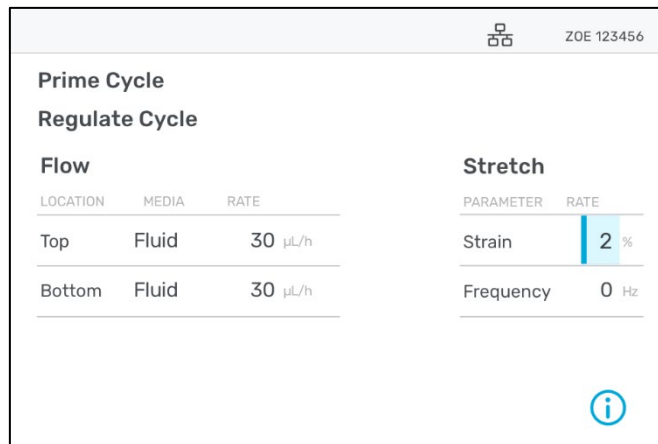 ZOE 123456
Prime Cycle
Regulate Cycle
Flow
LOCATION MEDIA RATE
Top Fluid 30 µL/h
Bottom Fluid 30 µL/h
Stretch
PARAMETER RATE
Strain 2 %
Frequency 0 Hz